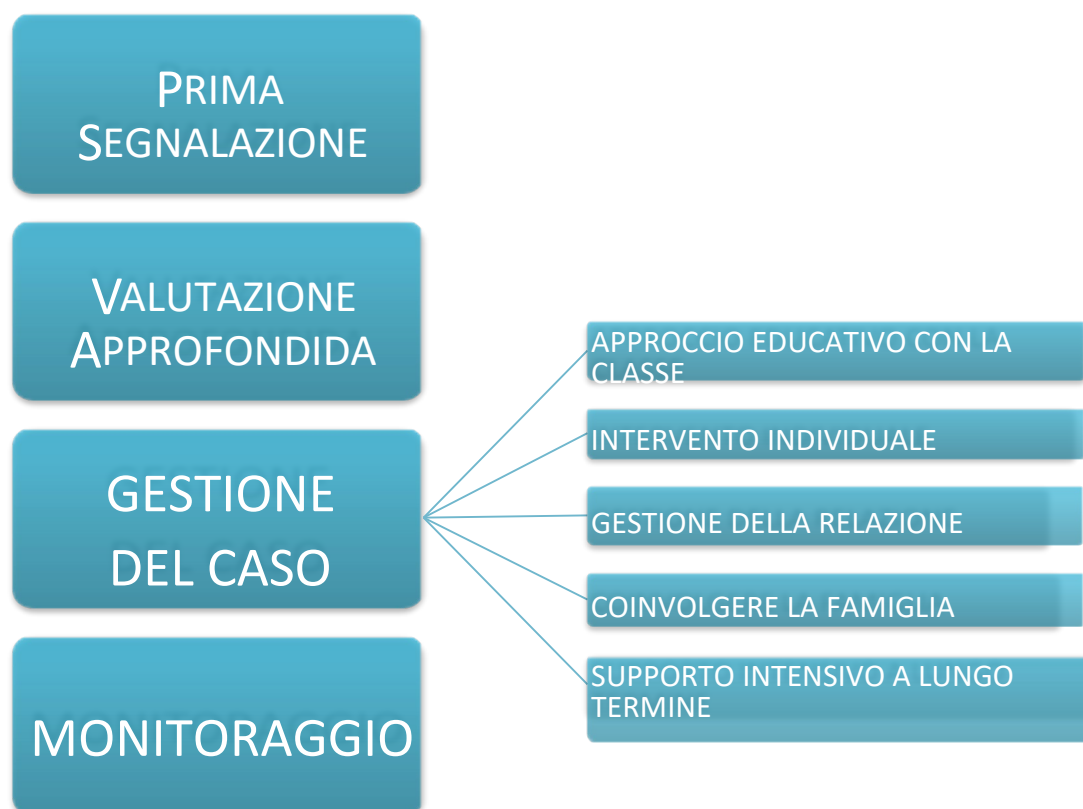 PRIMA
SEGNALAZIONE
VALUTAZIONE
APPROFONDIDA
GESTIONE
DEL CASO
MONITORAGGIO
APPROCCIO EDUCATIVO CON LA
CLASSE
INTERVENTO INDIVIDUALE
GESTIONE DELLA RELAZIONE
COINVOLGERE LA FAMIGLIA
SUPPORTO INTENSIVO A LUNGO
TERMINE